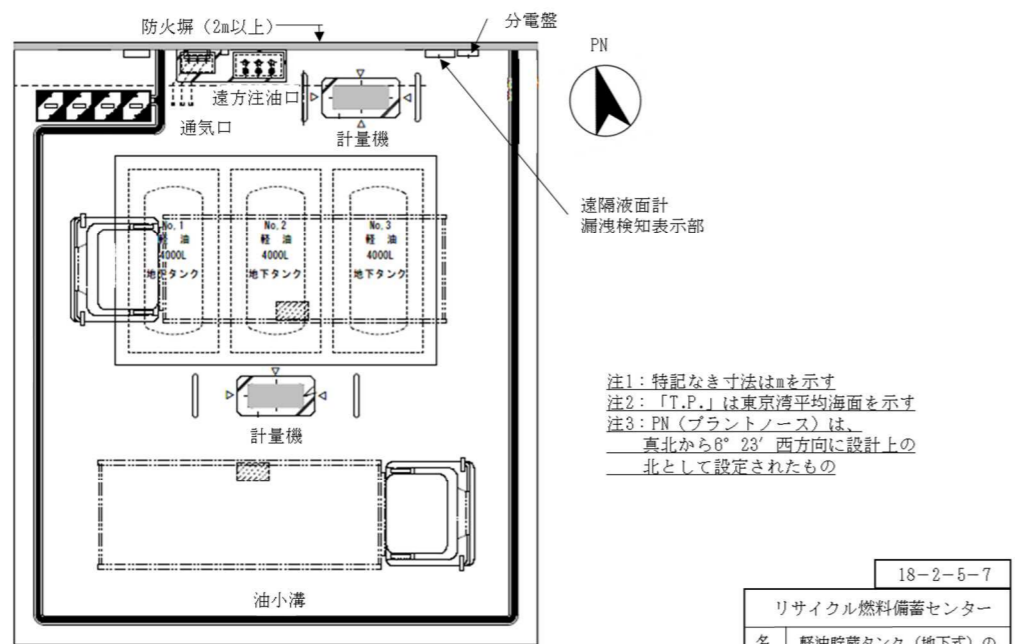 防火塀（2m以上）
分電盤
PN
遠方注油口
通気口
計量機
遠隔液面計
漏洩検知表示部
No.1
軽 油
4000L
地下タンク
No.2
軽 油
4000L
地下タンク
No.3
軽 油
4000L
地下タンク
計量機
注1：特記なき寸法はmを示す
注2：「T.P.」は東京湾平均海面を示す
注3：PN（プラントノース）は、
真北から6°23′西方向に設計上の
北として設定されたもの
油小溝
18-2-5-7
リサイクル燃料備蓄センター
名 軽油貯蔵タンク（地下式）の